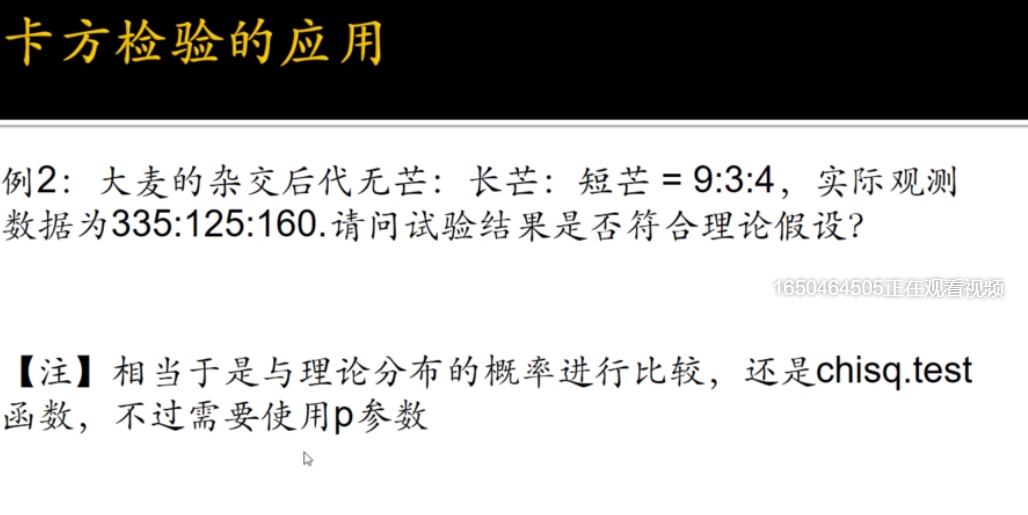 卡方检验的应用
例2：大麦的杂交后代无芒：长芒：短芒 = 9:3:4，实际观测
数据为335:125:160.请问试验结果是否符合理论假设？
1650464505正在观看视频
【注】相当于是与理论分布的概率进行比较，还是chisq.test
函数，不过需要使用p参数